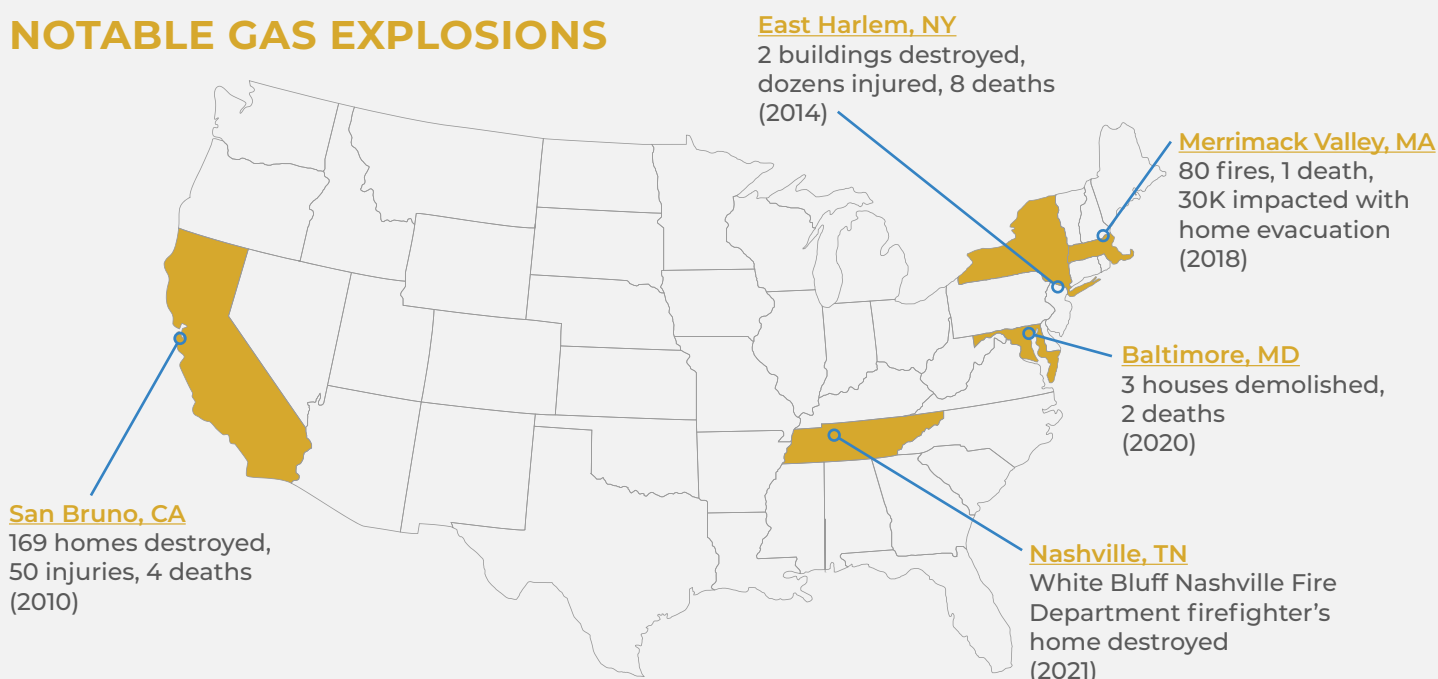 NOTABLE GAS EXPLOSIONS
East Harlem, NY
2 buildings destroyed,
dozens injured, 8 deaths
(2014)
Merrimack Valley, MA
80 fires, 1 death,
30K impacted with
home evacuation
(2018)
Baltimore, MD
3 houses demolished,
2 deaths
(2020)
San Bruno, CA
169 homes destroyed,
50 injuries, 4 deaths
(2010)
Nashville, TN
White Bluff Nashville Fire
Department firefighter’s
home destroyed
(2021)